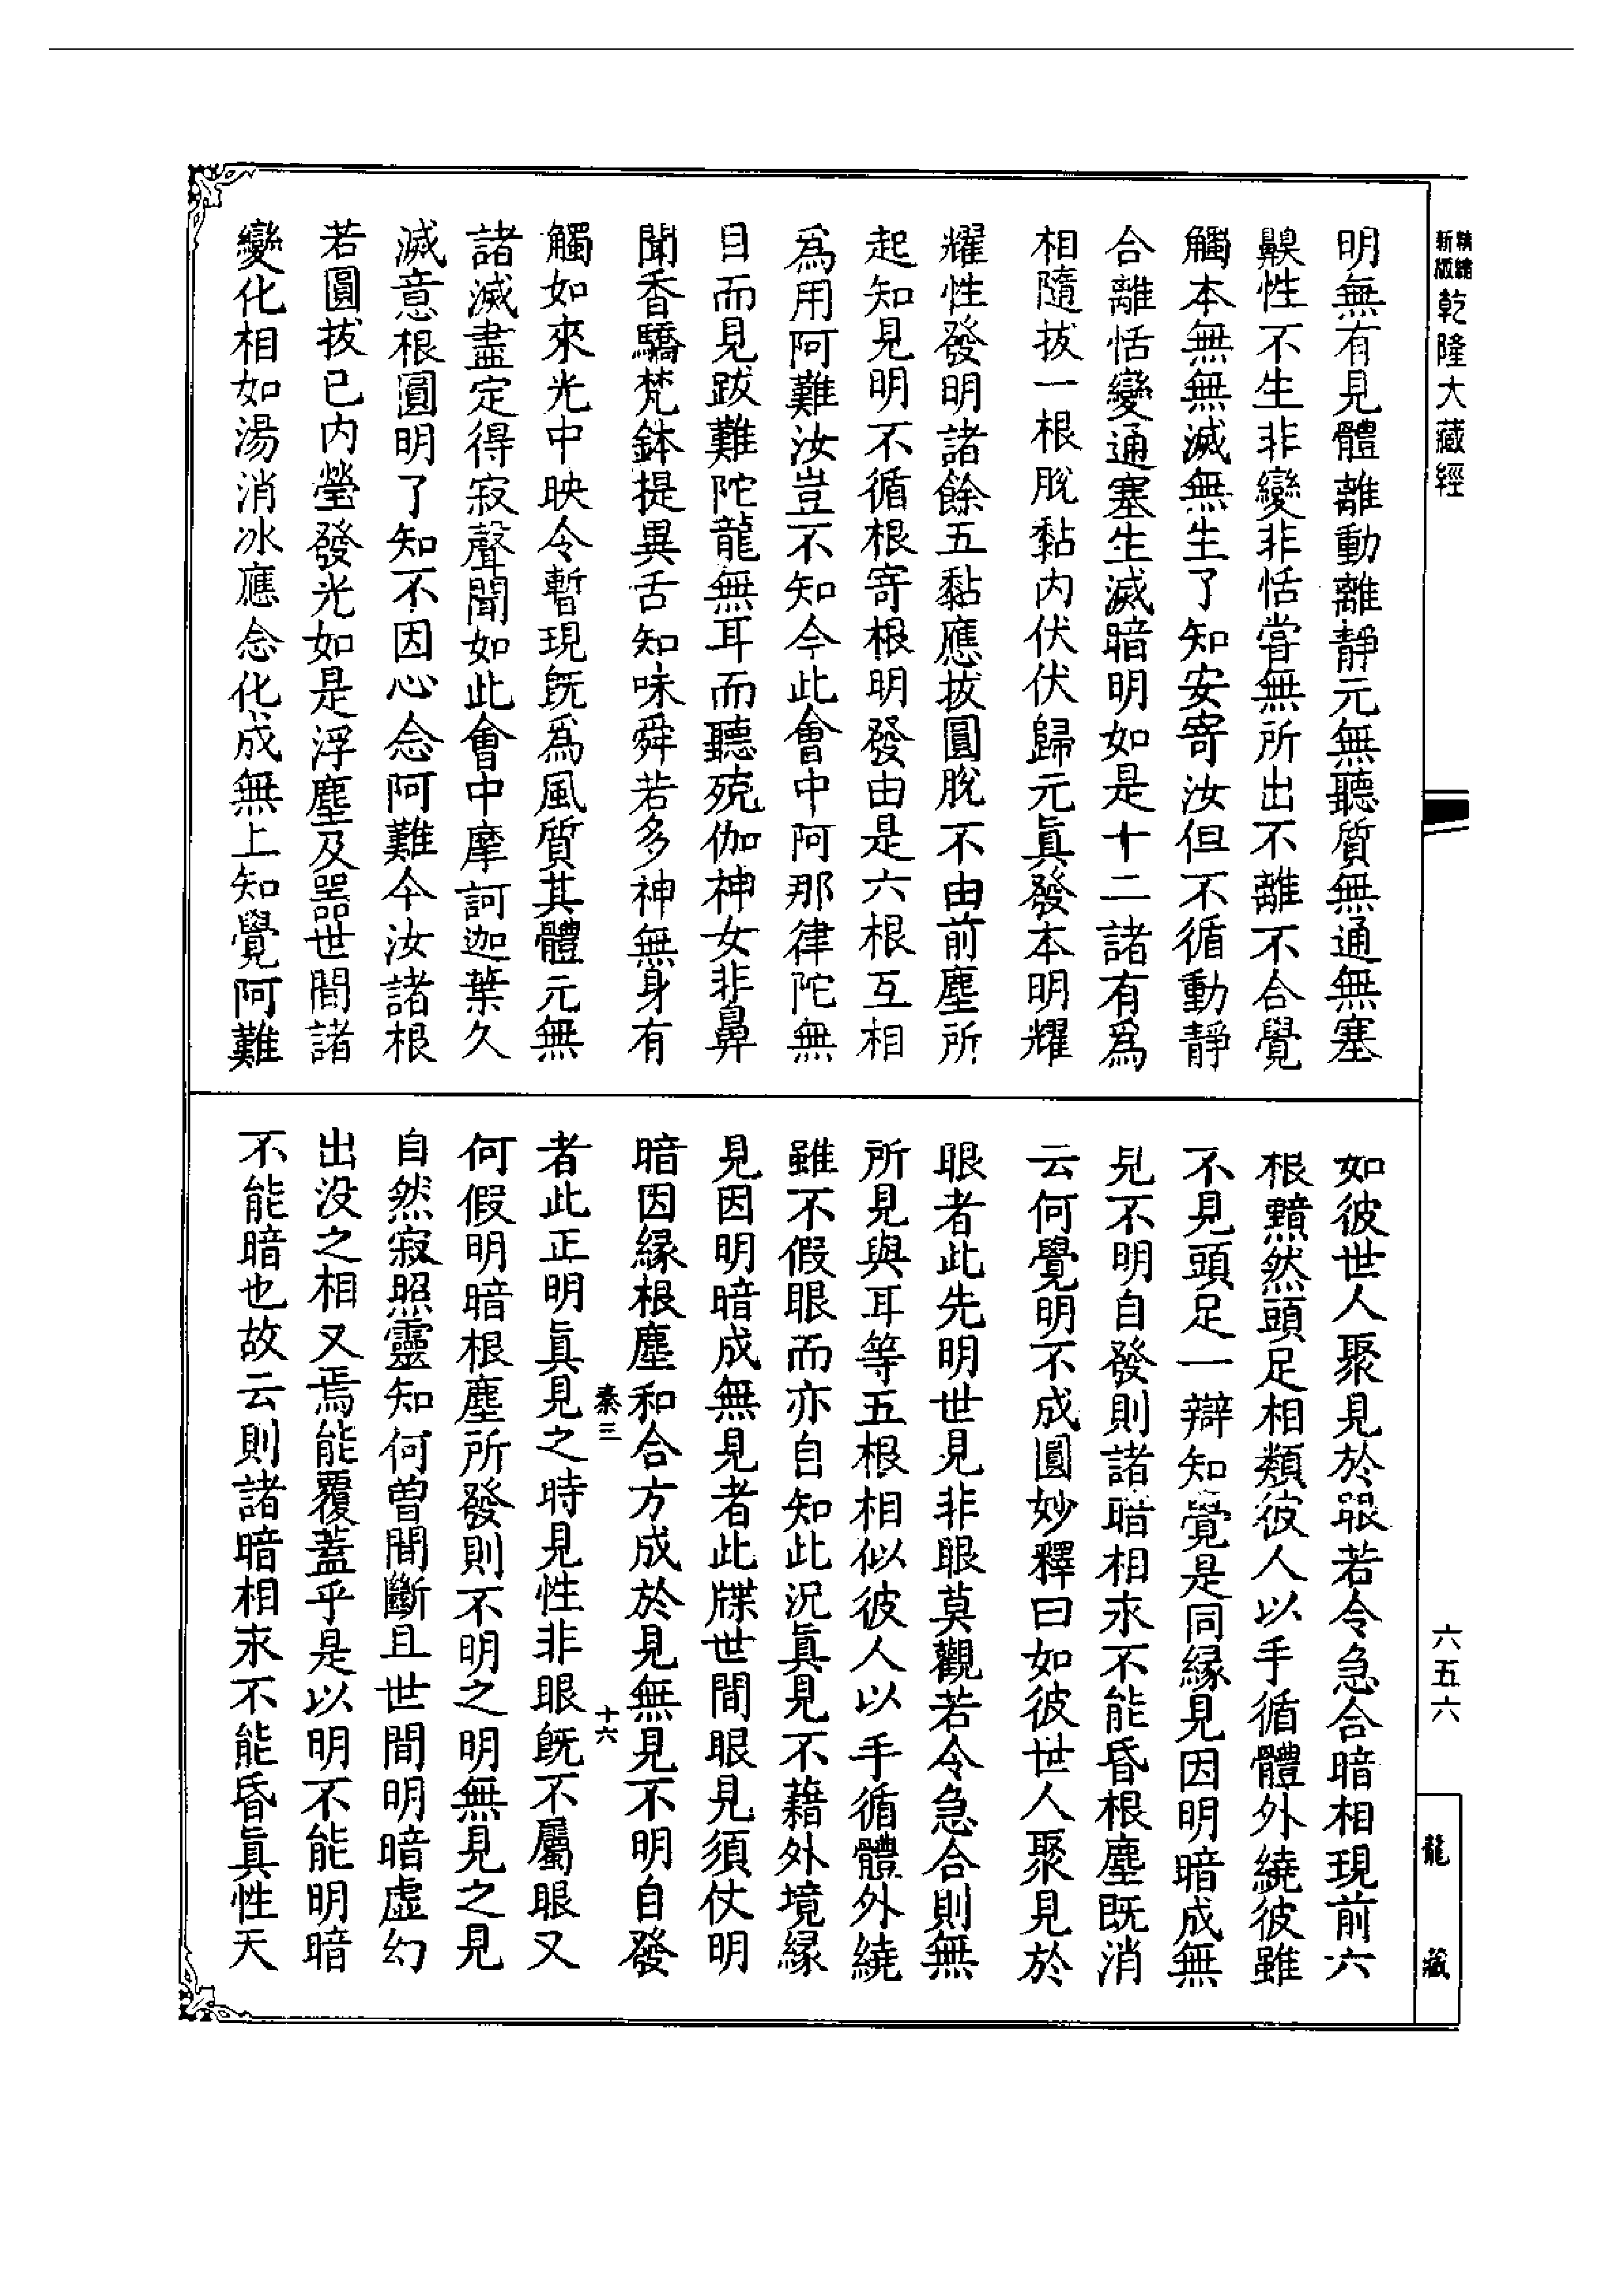 精繕
新版
乾隆大藏經
明無有見體離動離靜元無聽質無通無塞
齅性不生非變非恬甞無所出不離不合覺
觸本無無滅無生了知安寄汝但不循動靜
合離恬變通塞生滅暗明如是十二諸有爲
相隨拔一根脫黏內伏伏歸元眞發本明耀
耀性發明諸餘五黏應拔圓脫不由前塵所
起知見明不循根寄根明發由是六根互相
爲用阿難汝豈不知今此會中阿那律陀無
目而見跋難陀龍無耳而聽殑伽神女非鼻
聞香驕梵鉢提異舌知味舜若多神無身有
觸如來光中映令暫現旣爲風質其體元無
諸滅盡定得寂聲聞如此會中摩訶迦葉久
滅意根圓明了知不因心念阿難今汝諸根
若圓拔已內瑩發光如是浮塵及器世間諸
變化相如湯消冰應念化成無上知覺阿難
如彼世人聚見於眼若令急合暗相現前六
根黯然頭足相類彼人以手循體外繞彼雖
不見頭足一辯知覺是同緣見因明暗成無
見不明自發則諸暗相永不能昏根塵既消
云何覺明不成圓妙釋曰如彼世人聚見於
眼者此先明世見非眼莫觀若令急合則無
所見與耳等五根相似彼人以手循體外繞
雖不假眼而亦自知此況眞見不藉外境緣
見因明暗成無見者此牒世間眼見須仗明
暗因緣根塵和合方成於見無見不明自發
秦三
十六
者此正明眞見之時見性非眼旣不屬眼又
何假明暗根塵所發則不明之明無見之見
自然寂照靈知何曾間斷且世間明暗虛幻
出沒之相又焉能覆蓋乎是以明不能明暗
不能暗也故云則諸暗相永不能昏眞性天
六五六
龍藏